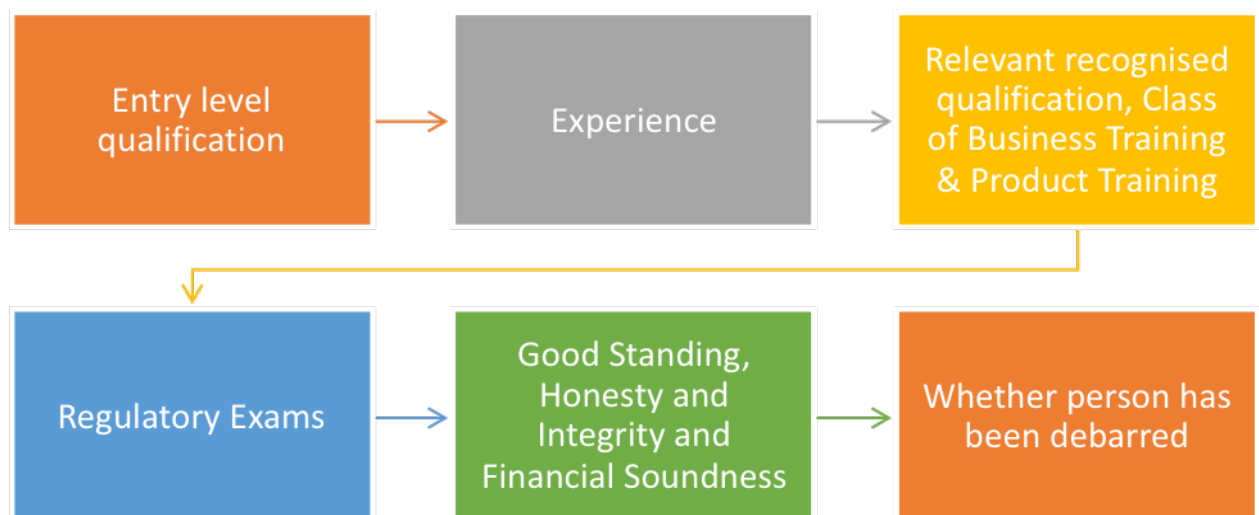 Entry level
qualification
Experience
Relevant recognised
qualification, Class
of Business Training
& Product Training
Regulatory Exams
Good Standing,
Honesty and
Integrity and
Financial Soundness
Whether person has
been debarred